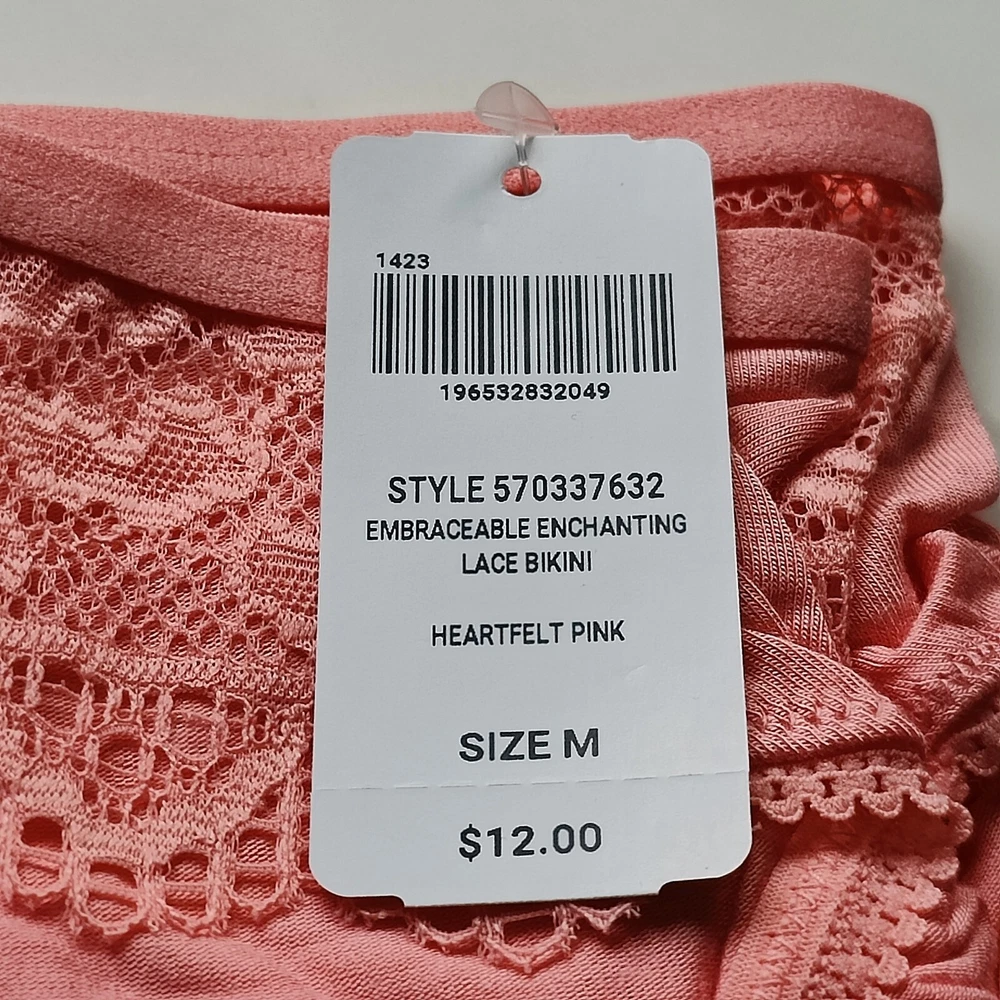 1423
196532832049
STYLE 570337632
EMBRACEABLE ENCHANTING
LACE BIKINI
HEARTFELT PINK
SIZE M
$12.00